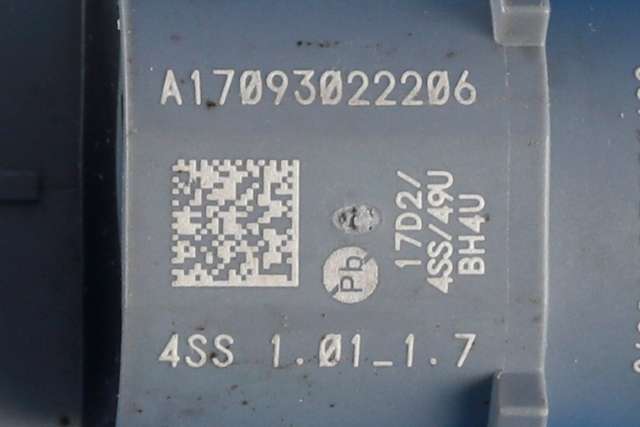 A17093022206
17D2/
4SS/49U
BH4U
Pb
4SS 1.01_1.7